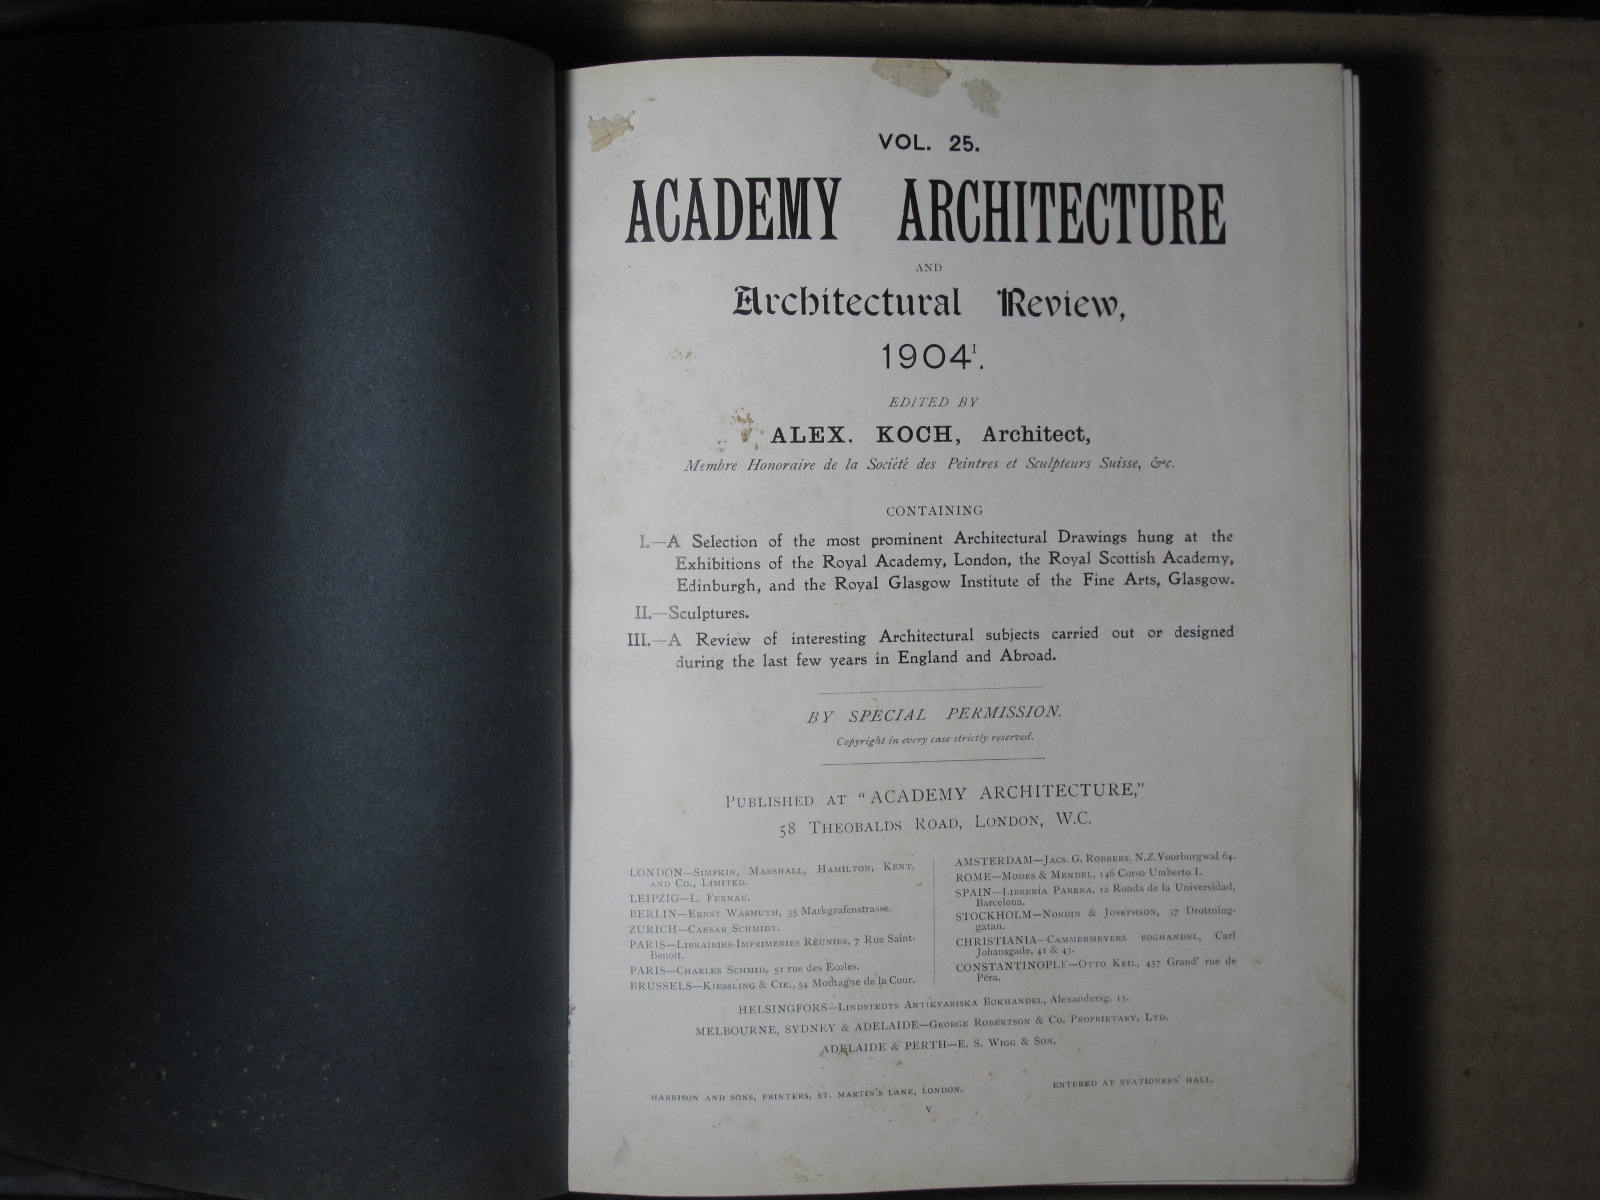 VOL. 25.
ACADEMY ARCHITECTURE
AND
Architectural Review,
1904I.
EDITED BY
ALEX. KOCH, Architect,
Membre Honoraire de la Société des Peintres et Sculpteurs Suisse, &c.
CONTAINING
I.—A Selection of the most prominent Architectural Drawings hung at the
Exhibitions of the Royal Academy, London, the Royal Scottish Academy,
Edinburgh, and the Royal Glasgow Institute of the Fine Arts, Glasgow.
II.—Sculptures.
III.—A Review of interesting Architectural subjects carried out or designed
during the last few years in England and Abroad.
BY SPECIAL PERMISSION.
Copyright in every case strictly reserved.
PUBLISHED AT "ACADEMY ARCHITECTURE,"
58 THEOBALDS ROAD, LONDON, W.C.
LONDON—SIMPKIN, MARSHALL, HAMILTON, KENT,
AND CO., LIMITED.
LEIPZIG—L. FERNAU.
BERLIN—ERNST WASMUTH, 35 Markgrafenstrasse.
ZURICH—CAESAR SCHMIDT.
PARIS—LIBRAIRIES-IMPRIMERIES RÉUNIES, 7 Rue Saint-
Benoit.
PARIS—CHARLES SCHMID, 51 rue des Écoles.
BRUSSELS—KIESSLING & CIE., 54 Montagne de la Cour.
AMSTERDAM—JACS. G. ROBBERS, N.Z. Voorburgwal 64.
ROME—MODES & MENDEL, 146 Corso Umberto I.
SPAIN—LIBRERÍA PARERA, 12 Ronda de la Universidad,
Barcelona.
STOCKHOLM—NORDIN & JOSEPHSON, 37 Drottning-
gatan.
CHRISTIANIA—CAMMERMEYERS BOGHANDEL, Carl
Johansgade, 41 & 43.
CONSTANTINOPLE—OTTO KEIL, 457 Grand' rue de
Péra.
HELSINGFORS—LINDSTEDTS ANTIKVARISKA BOKHANDEL, Alexandersg. 13.
MELBOURNE, SYDNEY & ADELAIDE—GEORGE ROBERTSON & CO. PROPRIETARY, LTD.
ADELAIDE & PERTH—E. S. WIGG & SON.
HARRISON AND SONS, PRINTERS, ST. MARTIN'S LANE, LONDON.
ENTERED AT STATIONERS' HALL.
V